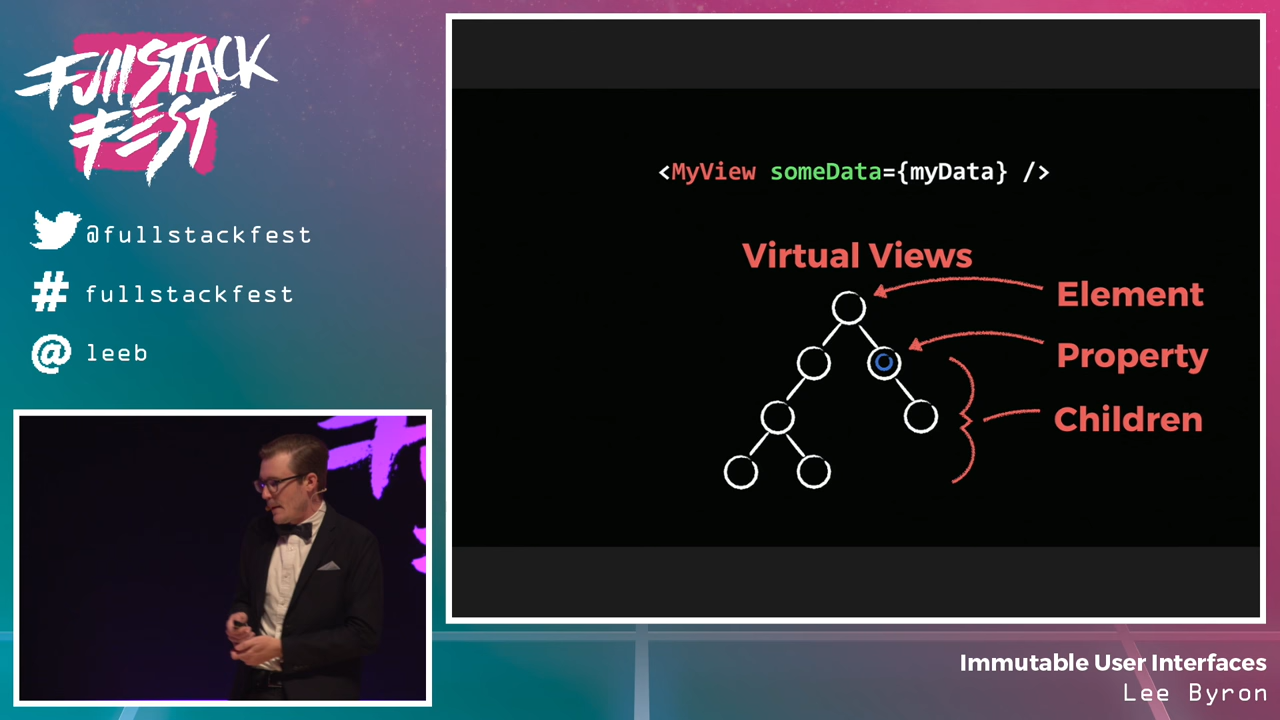 FullSTACK
FEST
@fullstackfest
# fullstackfest
@ leeb
<MyView someData={myData} />
Virtual Views
Element
Property
Children
Immutable User Interfaces
Lee Byron